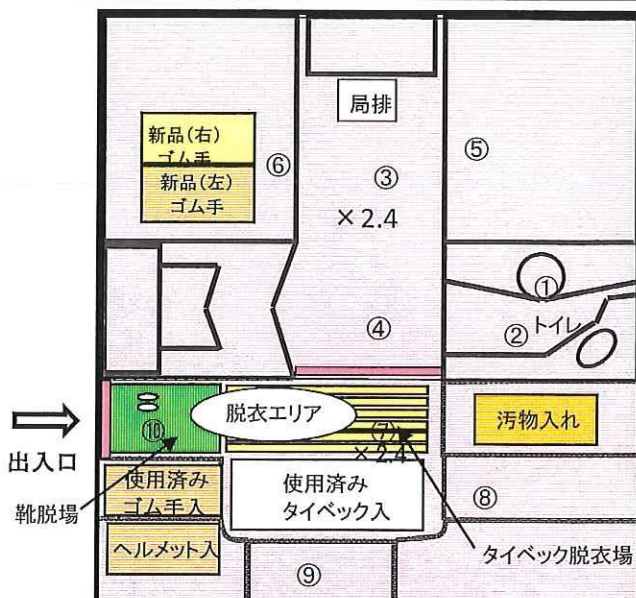 局排
新品(右)
ゴム手
新品(左)
ゴム手
⑥
③
⑤
×2.4
①
④
②
トイレ
脱衣エリア
⑩
⑦
×2.4
汚物入れ
出入口
靴脱場
使用済み
ゴム手入
使用済み
タイベック入
⑧
ヘルメット入
⑨
タイベック脱衣場